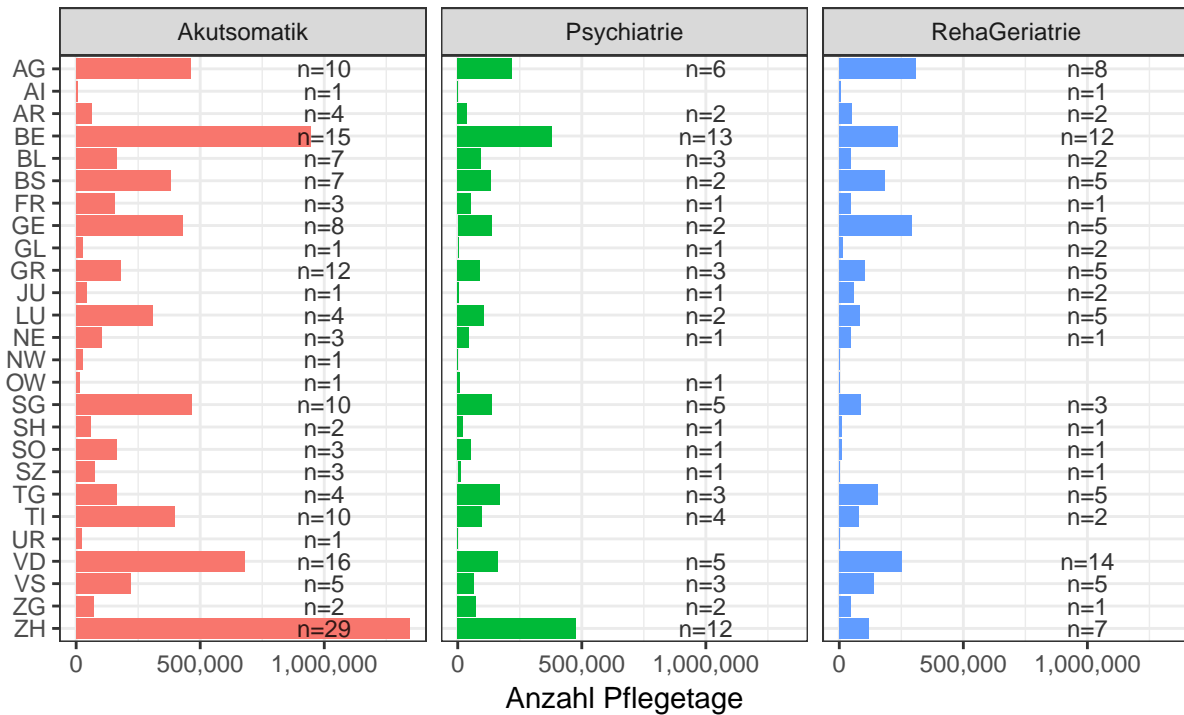 Akutsomatik Psychiatrie RehaGeriatrie
AG n=10 n=6 n=8
AI n=1 n=1
AR n=4 n=2 n=2
BE n=15 n=13 n=12
BL n=7 n=3 n=2
BS n=7 n=2 n=5
FR n=3 n=1 n=1
GE n=8 n=2 n=5
GL n=1 n=1 n=2
GR n=12 n=3 n=5
JU n=1 n=1 n=2
LU n=4 n=2 n=5
NE n=3 n=1 n=1
NW n=1
OW n=1 n=1
SG n=10 n=5 n=3
SH n=2 n=1 n=1
SO n=3 n=1 n=1
SZ n=3 n=1 n=1
TG n=4 n=3 n=5
TI n=10 n=4 n=2
UR n=1
VD n=16 n=5 n=14
VS n=5 n=3 n=5
ZG n=2 n=2 n=1
ZH n=29 n=12 n=7
0 500,000 1,000,000 0 500,000 1,000,000 0 500,000 1,000,000
Anzahl Pflegetage